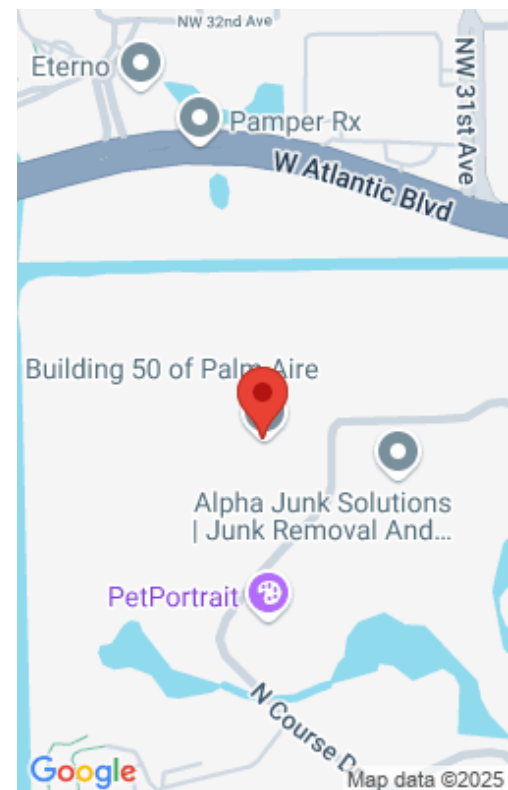 NW 32nd Ave
Eterno
Pamper Rx
NW 31st Ave
W Atlantic Blvd
Building 50 of Palm-Aire
Alpha Junk Solutions
| Junk Removal And...
PetPortrait
N Course D
Google
Map data ©2025